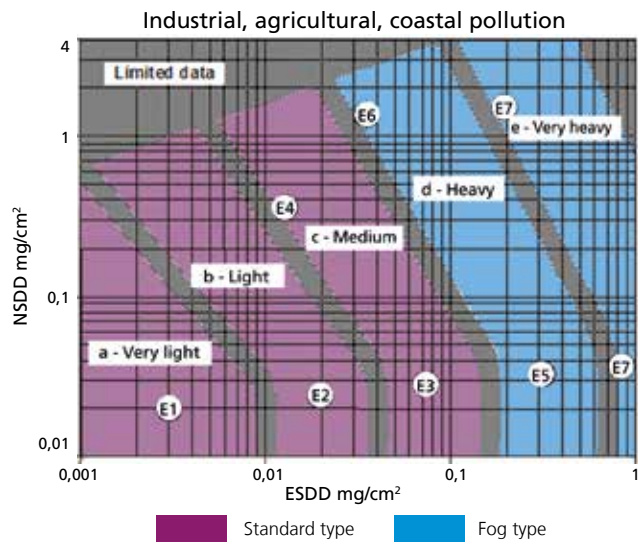 Industrial, agricultural, coastal pollution
4
Limited data
E6
E7
1
e - Very heavy
d - Heavy
E4
c - Medium
NSDD mg/cm²
b - Light
0,1
a - Very light
E7
E5
E3
E2
E1
0,01
0,001
0,01
0,1
1
ESDD mg/cm²
Standard type
Fog type